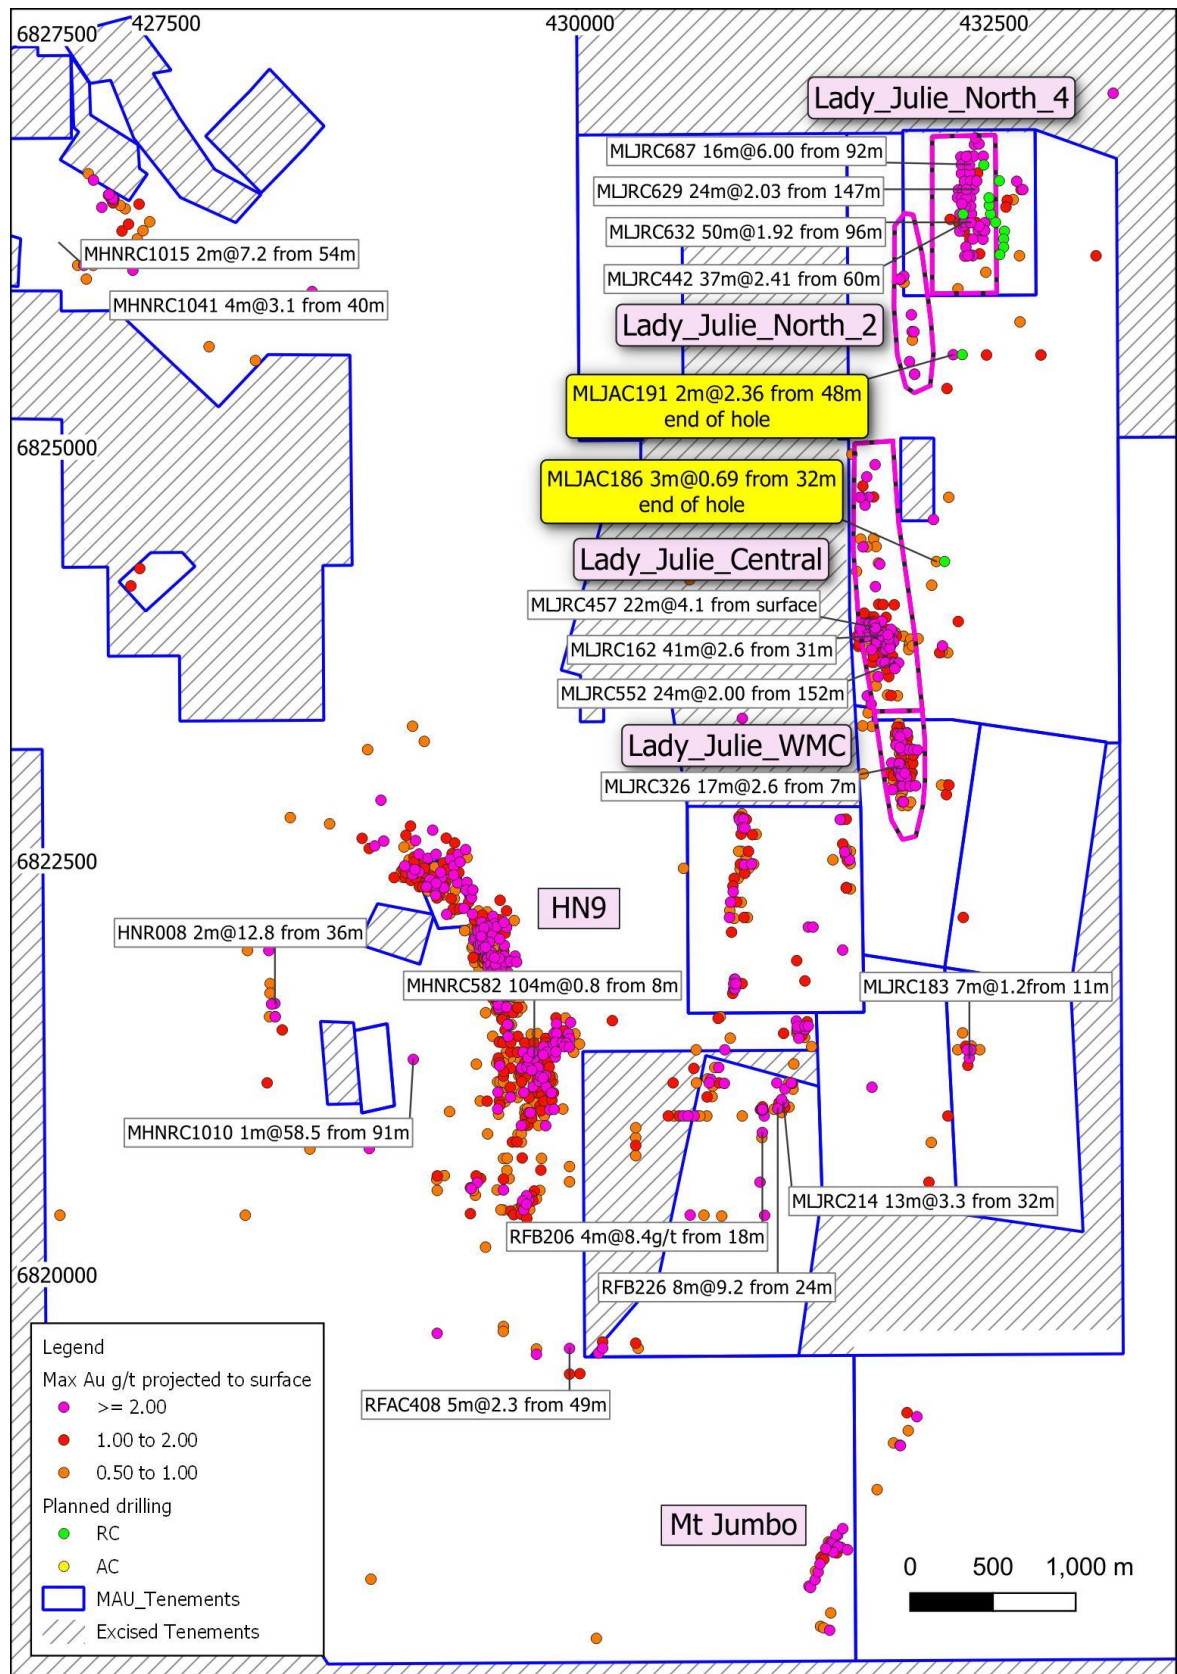 427500
430000
432500
6827500
Lady_Julie_North_4
MLJRC687 16m@6.00 from 92m
MLJRC629 24m@2.03 from 147m
MLJRC632 50m@1.92 from 96m
MHNRC1015 2m@7.2 from 54m
MLJRC442 37m@2.41 from 60m
MHNRC1041 4m@3.1 from 40m
Lady_Julie_North_2
MLJAC191 2m@2.36 from 48m
end of hole
6825000
MLJAC186 3m@0.69 from 32m
end of hole
Lady_Julie_Central
MLJRC457 22m@4.1 from surface
MLJRC162 41m@2.6 from 31m
MLJRC552 24m@2.00 from 152m
Lady_Julie_WMC
MLJRC326 17m@2.6 from 7m
6822500
HN9
HNR008 2m@12.8 from 36m
MHNRC582 104m@0.8 from 8m
MLJRC183 7m@1.2from 11m
MHNRC1010 1m@58.5 from 91m
MLJRC214 13m@3.3 from 32m
RFB206 4m@8.4g/t from 18m
6820000
RFB226 8m@9.2 from 24m
RFAC408 5m@2.3 from 49m
Legend
Max Au g/t projected to surface
>= 2.00
1.00 to 2.00
0.50 to 1.00
Planned drilling
RC
AC
MAU_Tenements
Excised Tenements
Mt Jumbo
0 500 1,000 m